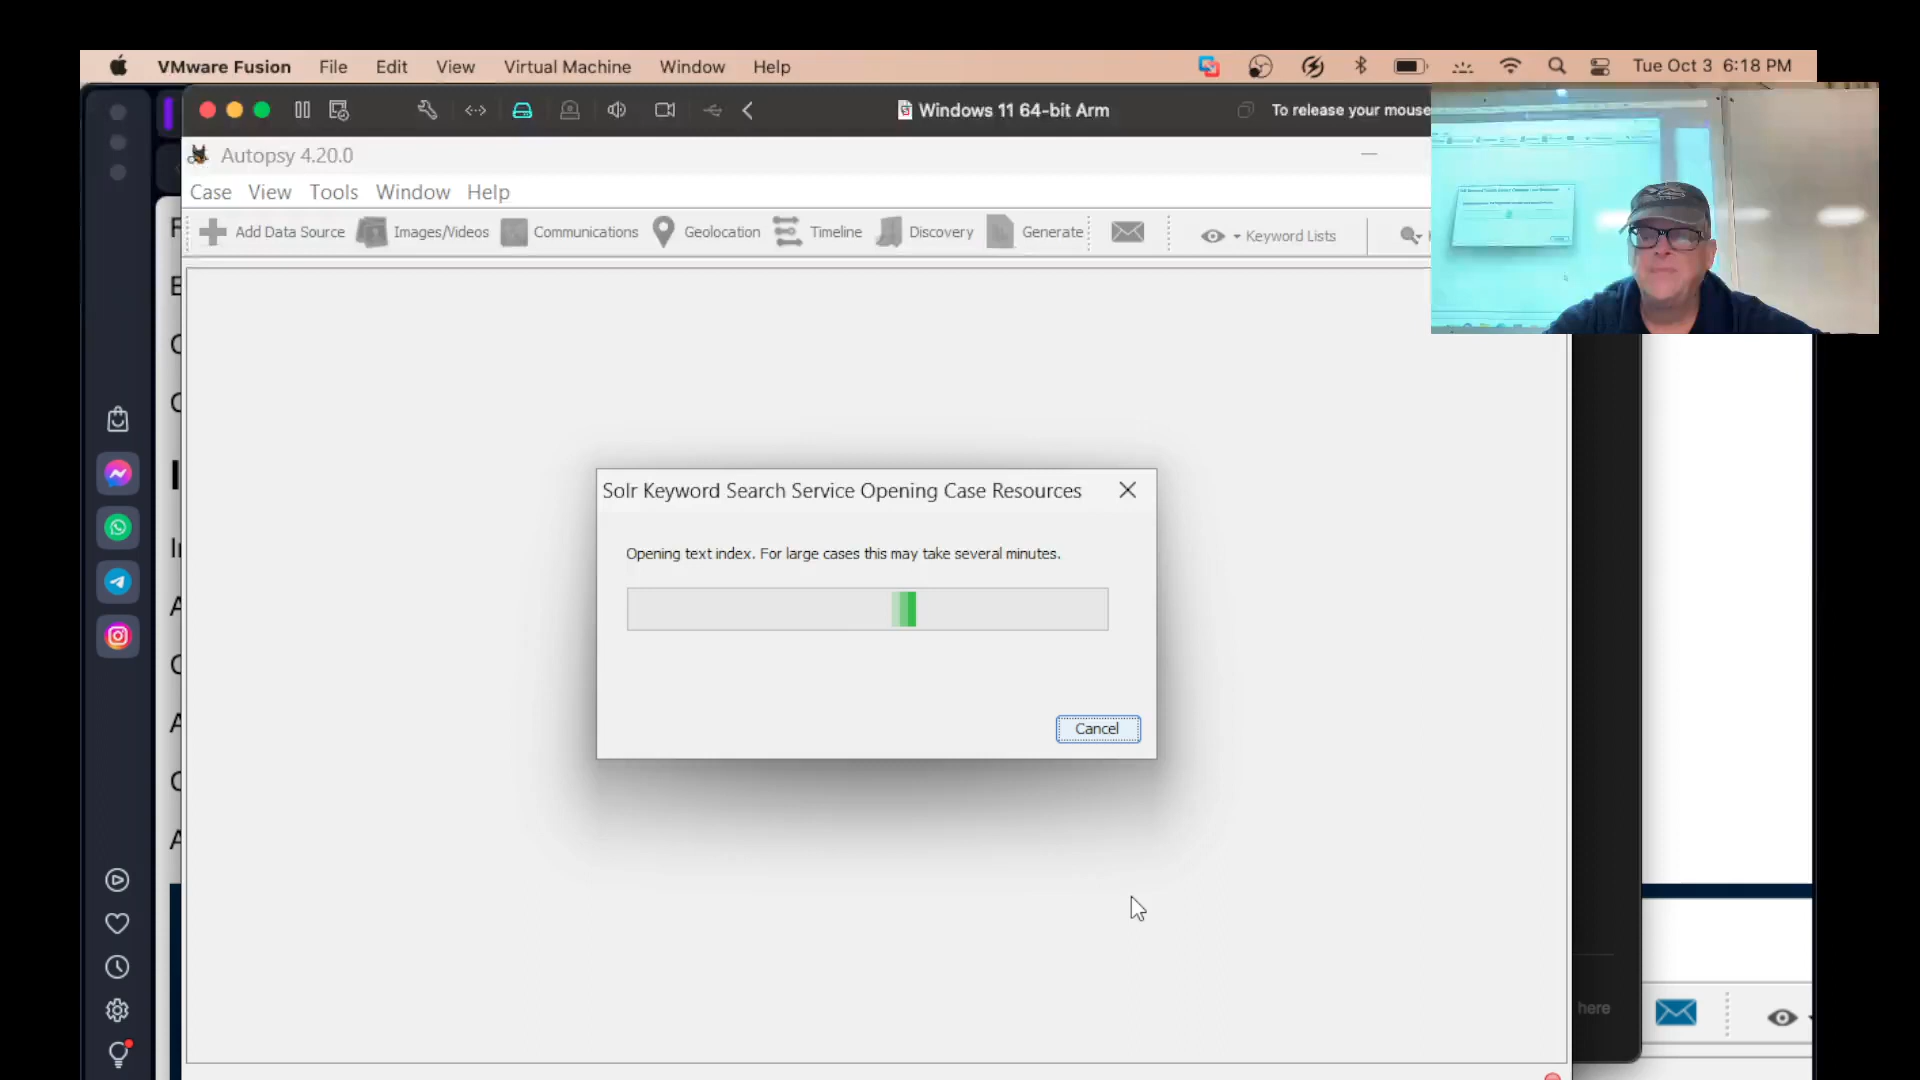 VMware Fusion File Edit View Virtual Machine Window Help Tue Oct 3 6:18 PM
Windows 11 64-bit Arm To release your mouse
Autopsy 4.20.0
Case View Tools Window Help
Add Data Source Images/Videos Communications Geolocation Timeline Discovery Generate Keyword Lists
Solr Keyword Search Service Opening Case Resources
Opening text index. For large cases this may take several minutes.
Cancel
here